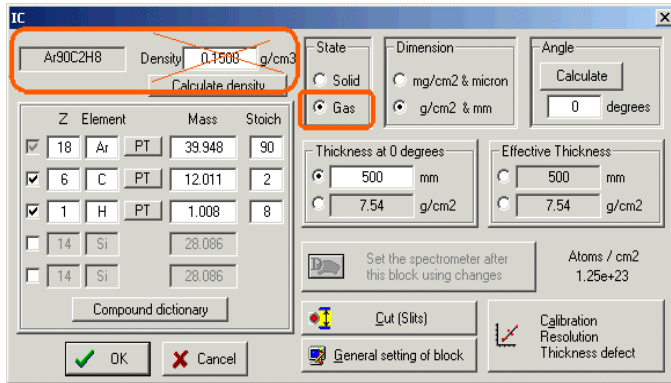 IC
Ar90C2H8
Density 0.1508 g/cm3
Calculate density
Z Element Mass Stoich
18 Ar PT 39.948 90
6 C PT 12.011 2
1 H PT 1.008 8
14 Si 28.086
14 Si 28.086
Compound dictionary
OK
Cancel
State
Solid
Gas
Dimension
mg/cm2 & micron
g/cm2 & mm
Angle
Calculate
0 degrees
Thickness at 0 degrees
500 mm
7.54 g/cm2
Effective Thickness
500 mm
7.54 g/cm2
Set the spectrometer after
this block using changes
Atoms / cm2
1.25e+23
Cut (Slits)
General setting of block
Calibration
Resolution
Thickness defect